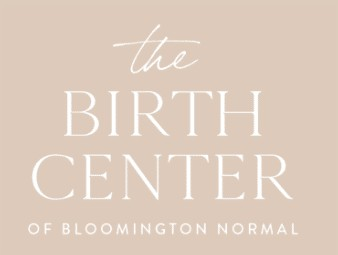 the
BIRTH
CENTER
OF BLOOMINGTON NORMAL